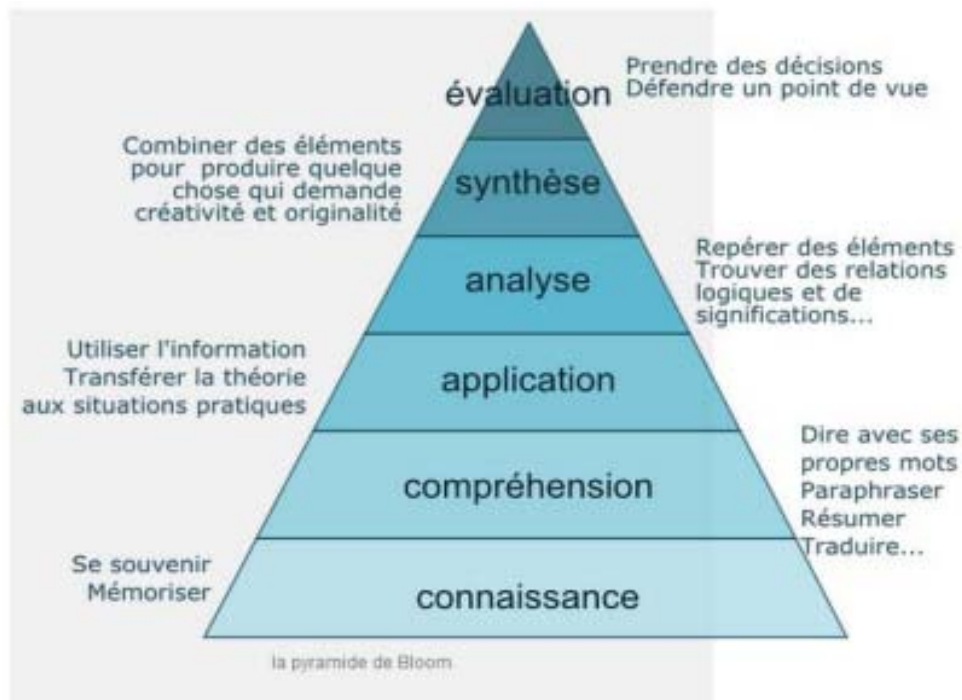 évaluation
Prendre des décisions
Défendre un point de vue
Combiner des éléments
pour produire quelque
chose qui demande
créativité et originalité
synthèse
analyse
Repérer des éléments
Trouver des relations
logiques et de
significations...
Utiliser l'information
Transférer la théorie
aux situations pratiques
application
compréhension
Dire avec ses
propres mots
Paraphraser
Résumer
Traduire...
Se souvenir
Mémoriser
connaissance
la pyramide de Bloom